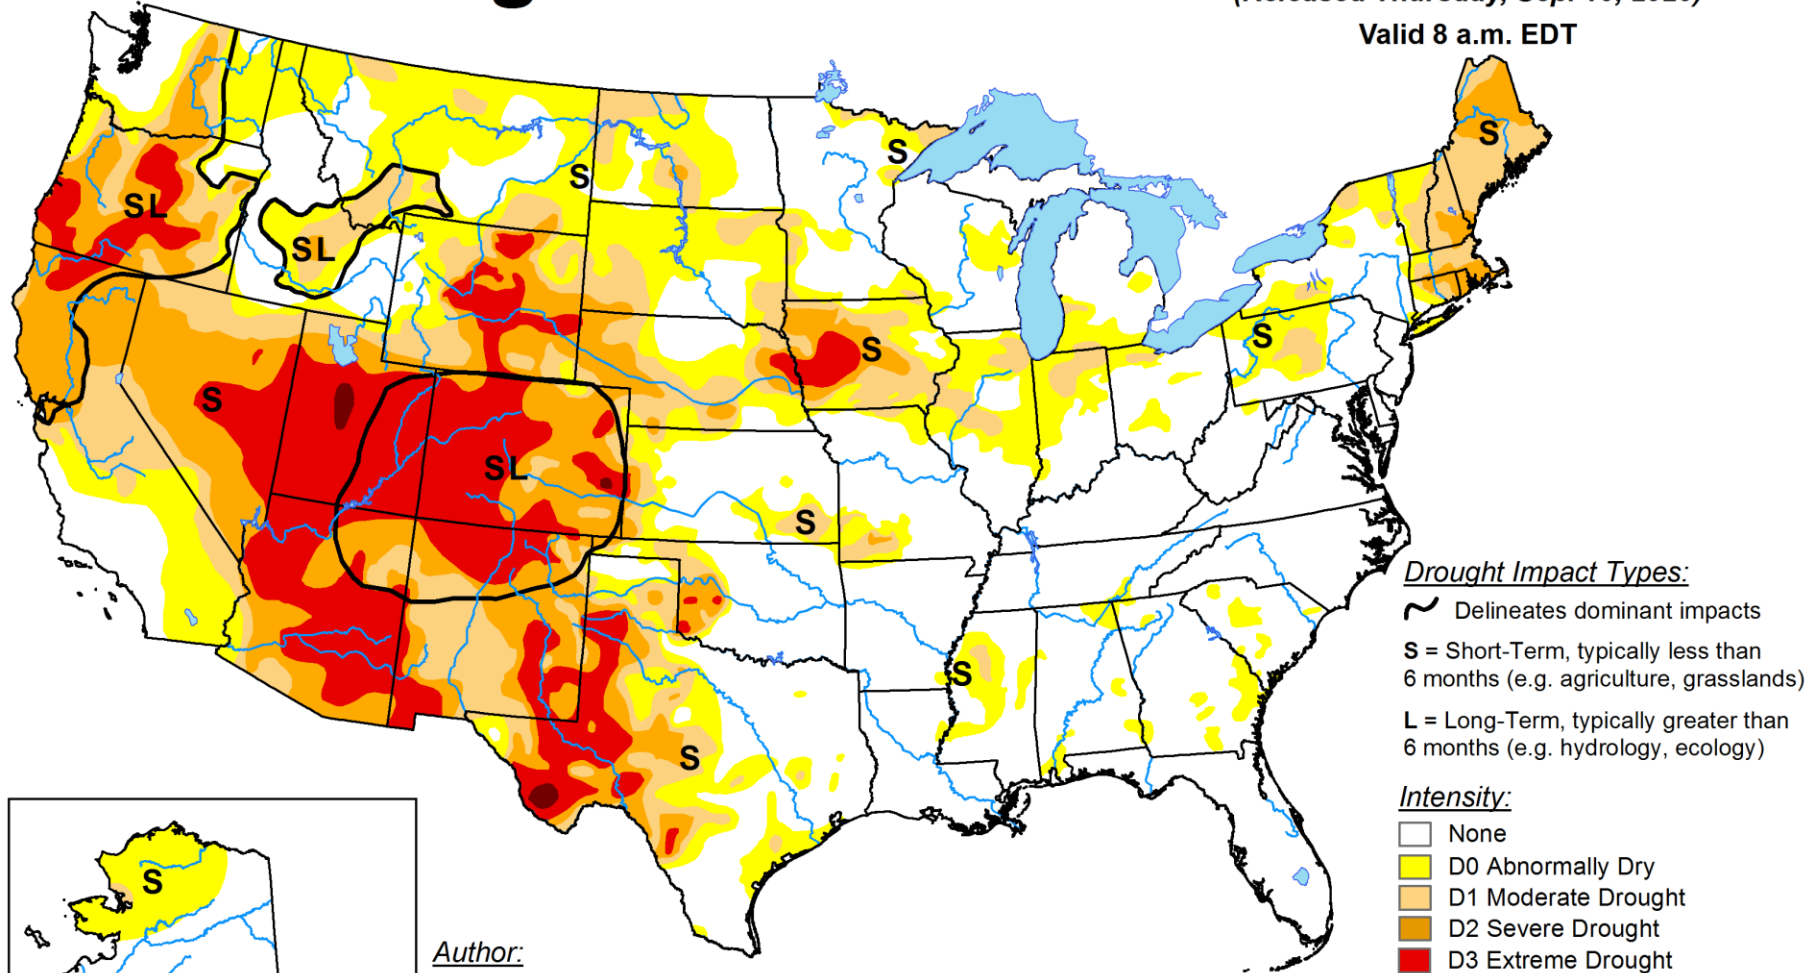 Valid 8 a.m. EDT
S
S
S
SL
SL
S
S
S
SL
S
S
S
S
Drought Impact Types:
Delineates dominant impacts
S = Short-Term, typically less than
6 months (e.g. agriculture, grasslands)
L = Long-Term, typically greater than
6 months (e.g. hydrology, ecology)
Intensity:
None
D0 Abnormally Dry
D1 Moderate Drought
D2 Severe Drought
D3 Extreme Drought
S
Author: